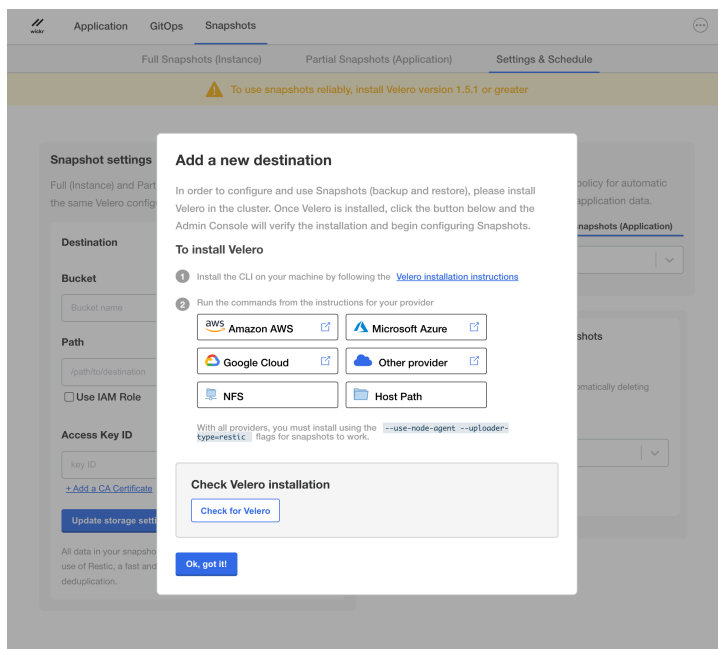 wickr
Application GitOps Snapshots
Full Snapshots (Instance) Partial Snapshots (Application) Settings & Schedule
To use snapshots reliably, install Velero version 1.5.1 or greater
Snapshot settings
Full (Instance) and Part
the same Velero config
Destination
Bucket
Bucket name
Path
/path/to/destination
Use IAM Role
Access Key ID
key ID
+ Add a CA Certificate
Update storage setti
All data in your snapsho
use of Restic, a fast and
deduplication.
Add a new destination
In order to configure and use Snapshots (backup and restore), please install
Velero in the cluster. Once Velero is installed, click the button below and the
Admin Console will verify the installation and begin configuring Snapshots.
To install Velero
1 Install the CLI on your machine by following the Velero installation instructions
2 Run the commands from the instructions for your provider
aws Amazon AWS
Microsoft Azure
Google Cloud
Other provider
NFS
Host Path
With all providers, you must install using the --use-node-agent --uploader-
type=restic flags for snapshots to work.
Check Velero installation
Check for Velero
Ok, got it!
policy for automatic
application data.
napshots (Application)
shots
omatically deleting